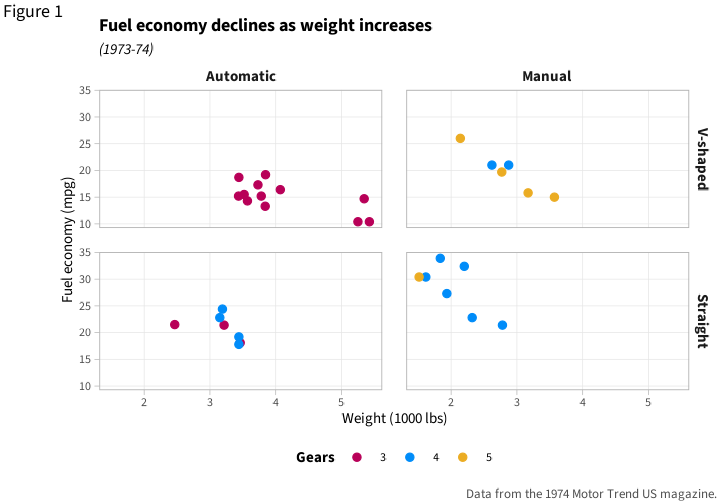 Figure 1
Fuel economy declines as weight increases
(1973-74)
Automatic
Manual
35
30
25
20
15
10
V-shaped
Fuel economy (mpg)
35
30
25
20
15
10
Straight
2 3 4 5
2 3 4 5
Weight (1000 lbs)
Gears 3 4 5
Data from the 1974 Motor Trend US magazine.